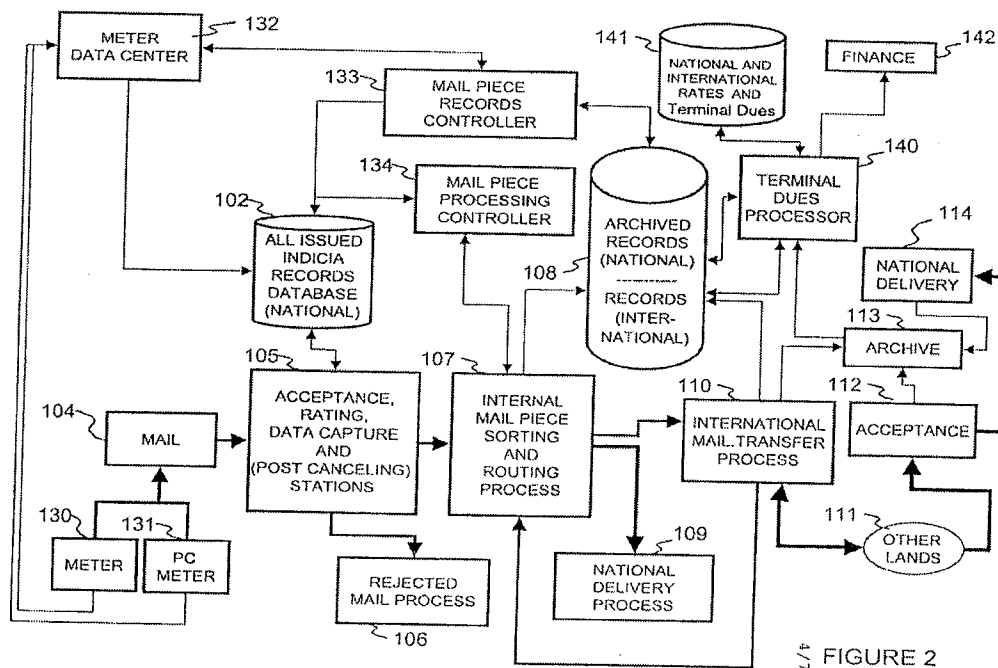 132
METER
DATA CENTER
133
MAIL PIECE
RECORDS
CONTROLLER
141
NATIONAL AND
INTERNATIONAL
RATES and
Terminal Dues
142
FINANCE
134
MAIL PIECE
PROCESSING
CONTROLLER
102
ALL ISSUED
INDICIA
RECORDS
DATABASE
(NATIONAL)
108
ARCHIVED
RECORDS
(NATIONAL)
RECORDS
(INTER-
NATIONAL)
140
TERMINAL
DUES
PROCESSOR
114
NATIONAL
DELIVERY
113
ARCHIVE
104
MAIL
105
ACCEPTANCE,
RATING,
DATA CAPTURE
AND
(POST CANCELING)
STATIONS
107
INTERNAL
MAIL PIECE
SORTING
AND
ROUTING
PROCESS
110
INTERNATIONAL
MAIL.TRANSFER
PROCESS
112
ACCEPTANCE
130
METER
131
PC
METER
REJECTED
MAIL PROCESS
106
109
NATIONAL
DELIVERY
PROCESS
111
OTHER
LANDS
4/7
FIGURE 2